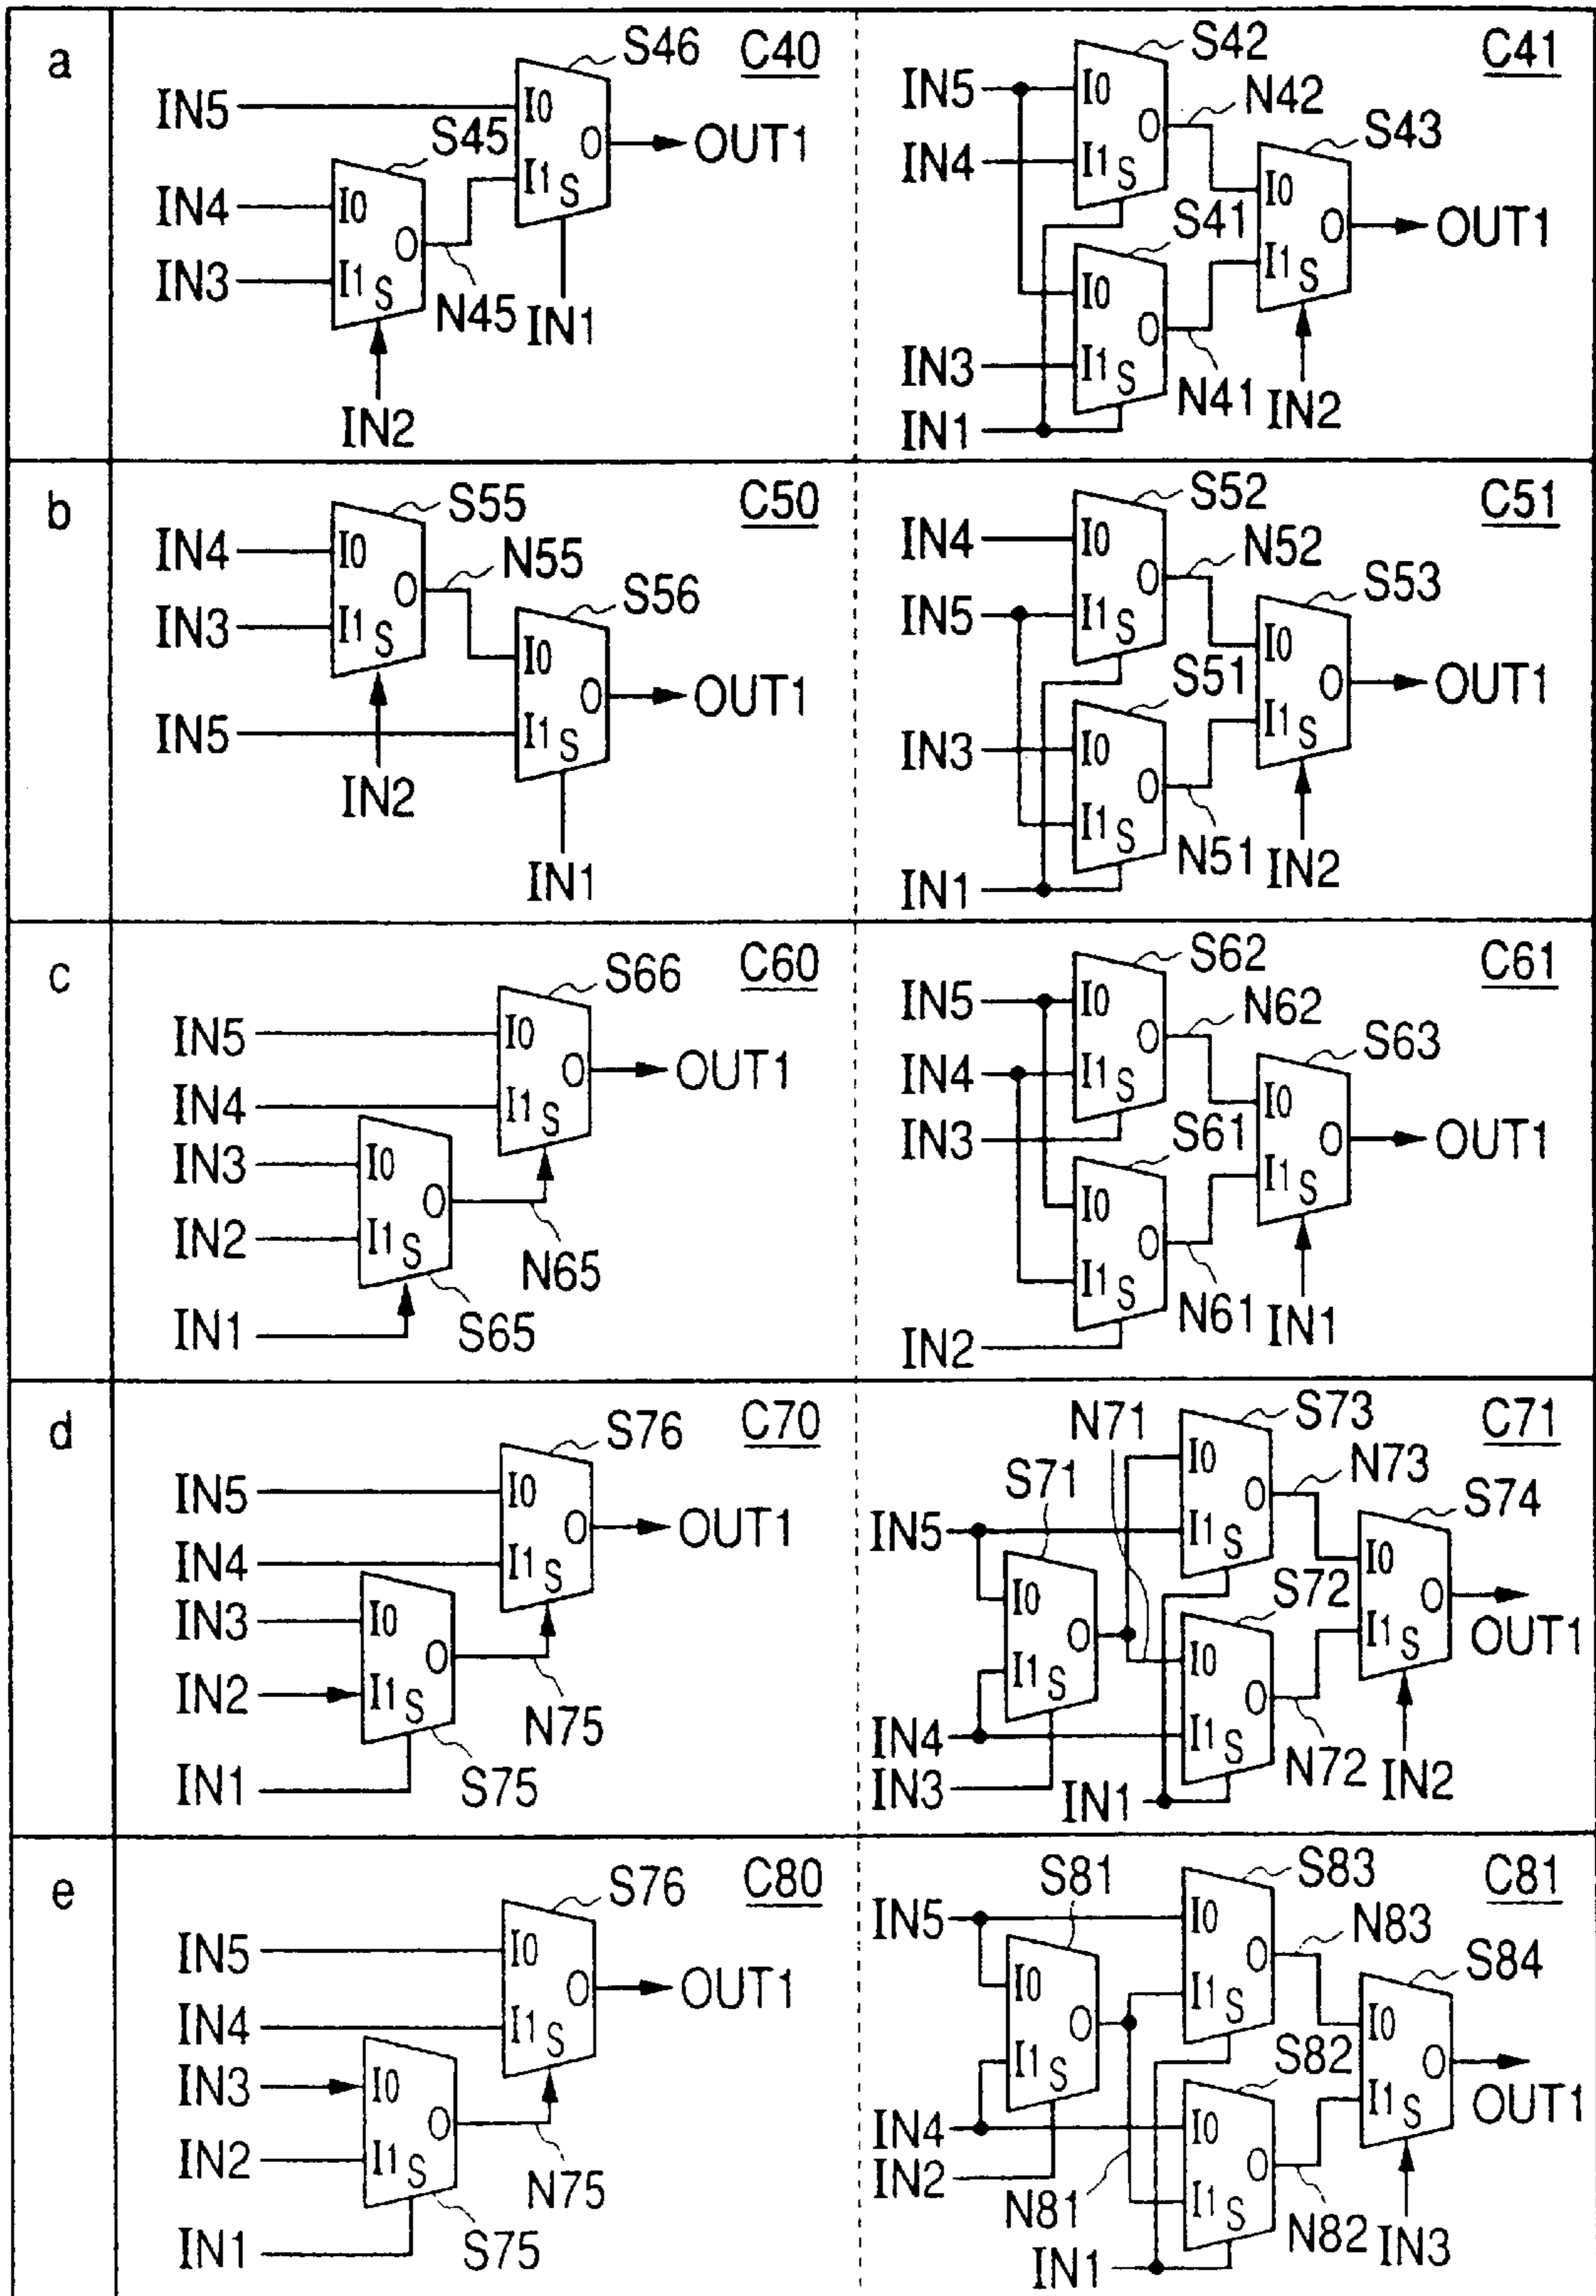 a
C40
S46
IN5
I0
O
OUT1
S45
I1 S
IN4
I0
O
IN3
I1 S
N45
IN1
IN2
C41
S42
IN5
I0
N42
O
IN4
I1 S
S43
S41
I0
O
OUT1
I0
I1 S
O
IN3
I1 S
N41
IN2
IN1
b
C50
S55
IN4
I0
N55
O
S56
IN3
I1 S
I0
O
OUT1
IN5
I1 S
IN2
IN1
C51
S52
IN4
I0
N52
O
S53
IN5
I1 S
S51
I0
O
OUT1
I1 S
IN3
I0
O
I1 S
N51
IN2
IN1
c
C60
S66
IN5
I0
O
OUT1
IN4
I1 S
IN3
I0
O
IN2
I1 S
N65
IN1
S65
C61
S62
IN5
I0
N62
O
S63
IN4
I1 S
I0
IN3
S61
O
OUT1
I0
I1 S
O
I1 S
N61
IN1
IN2
d
C70
S76
IN5
I0
O
OUT1
IN4
I1 S
IN3
I0
O
IN2
I1 S
N75
IN1
S75
C71
S73
N71
I0
N73
S71
O
S74
IN5
I1 S
I0
I0
S72
O
O
I0
I1 S
OUT1
I1 S
O
IN4
I1 S
N72
IN2
IN3
IN1
e
C80
S76
IN5
I0
O
OUT1
IN4
I1 S
IN3
I0
O
IN2
I1 S
N75
IN1
S75
C81
S83
S81
IN5
I0
N83
O
S84
I0
I1 S
O
I0
I1 S
S82
O
IN4
I0
I1 S
OUT1
IN2
O
N81
I1 S
N82
IN3
IN1